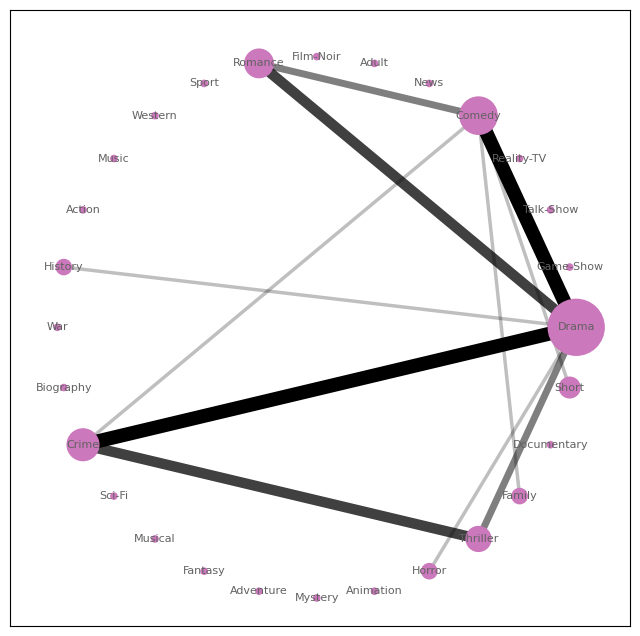 Film-Noir
Romance
Adult
Sport
News
Western
Comedy
Music
Reality-TV
Action
Talk-Show
History
Game-Show
War
Drama
Biography
Short
Crime
Documentary
Sci-Fi
Family
Musical
Thriller
Fantasy
Horror
Adventure
Animation
Mystery